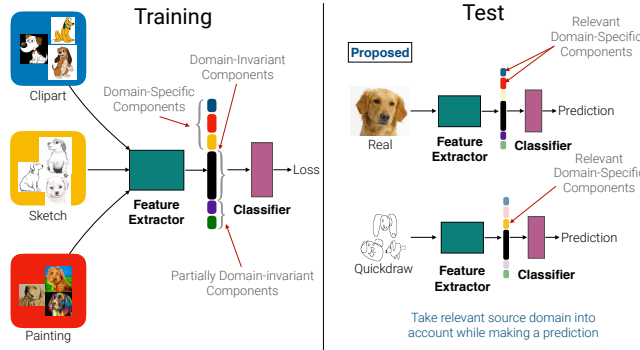 Training
Clipart
Sketch
Painting
Domain-Specific
Components
Domain-Invariant
Components
Feature
Extractor
Classifier
Loss
Partially Domain-invariant
Components
Test
Proposed
Relevant
Domain-Specific
Components
Real
Feature
Extractor
Classifier
Prediction
Relevant
Domain-Specific
Components
Quickdraw
Feature
Extractor
Classifier
Prediction
Take relevant source domain into
account while making a prediction